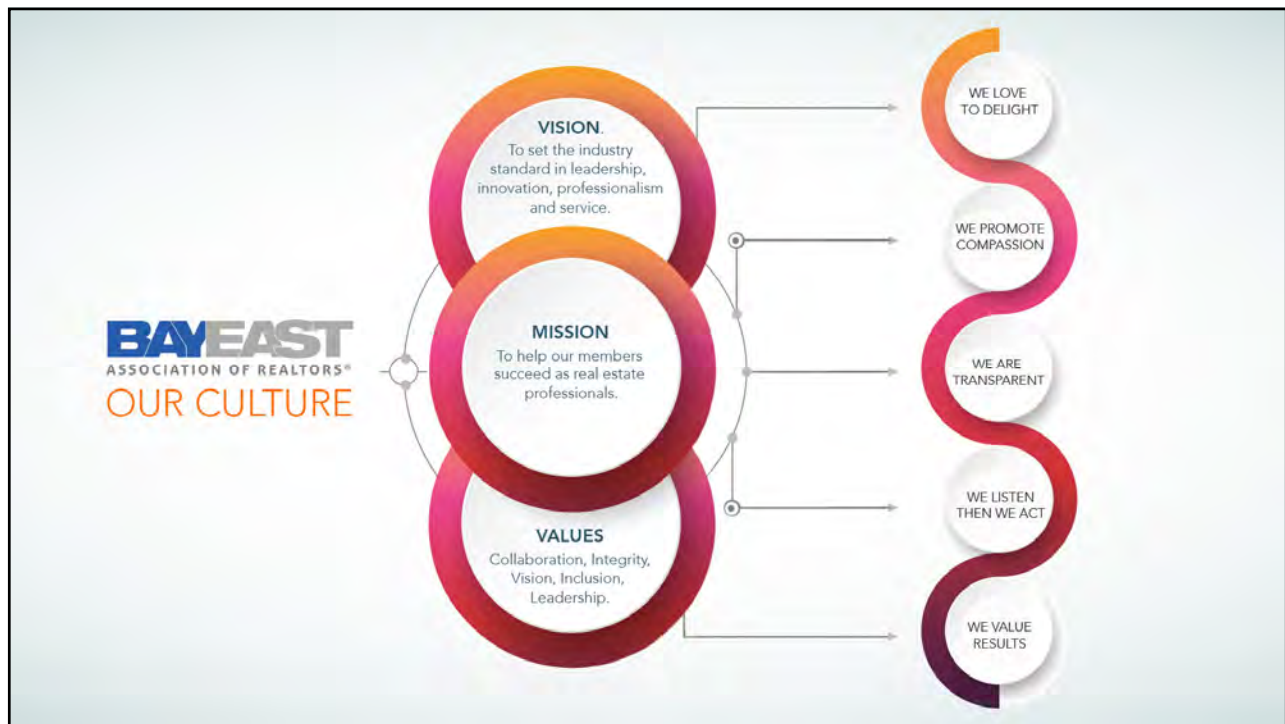 BAYEAST
ASSOCIATION OF REALTORS®
OUR CULTURE
VISION.
To set the industry
standard in leadership,
innovation, professionalism
and service.
MISSION
To help our members
succeed as real estate
professionals.
VALUES
Collaboration, Integrity,
Vision, Inclusion,
Leadership.
WE LOVE
TO DELIGHT
WE PROMOTE
COMPASSION
WE ARE
TRANSPARENT
WE LISTEN
THEN WE ACT
WE VALUE
RESULTS